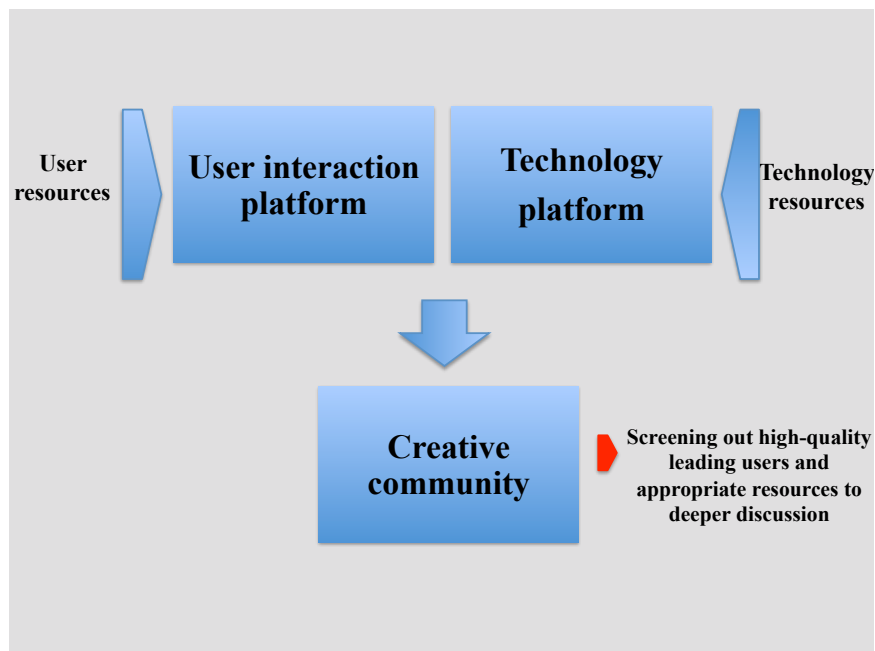 User
resources
User interaction
platform
Technology
platform
Technology
resources
Creative
community
Screening out high-quality
leading users and
appropriate resources to
deeper discussion